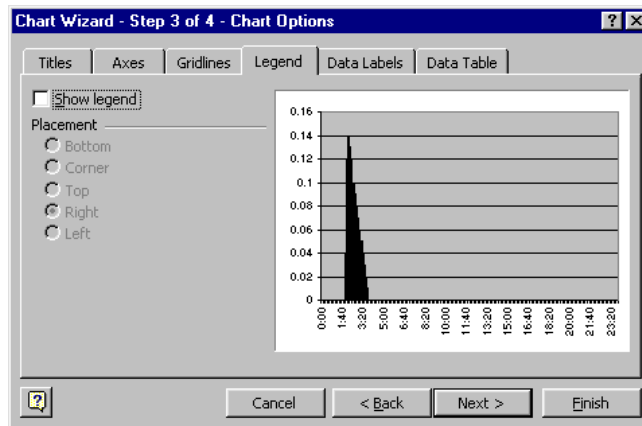 Chart Wizard - Step 3 of 4 - Chart Options
Titles Axes Gridlines Legend Data Labels Data Table
Show legend
Placement
Bottom
Corner
Top
Right
Left
0.16
0.14
0.12
0.1
0.08
0.06
0.04
0.02
0
0:00 1:40 3:20 5:00 6:40 8:20 10:00 11:40 13:20 15:00 16:40 18:20 20:00 21:40 23:20
? Cancel < Back Next > Finish